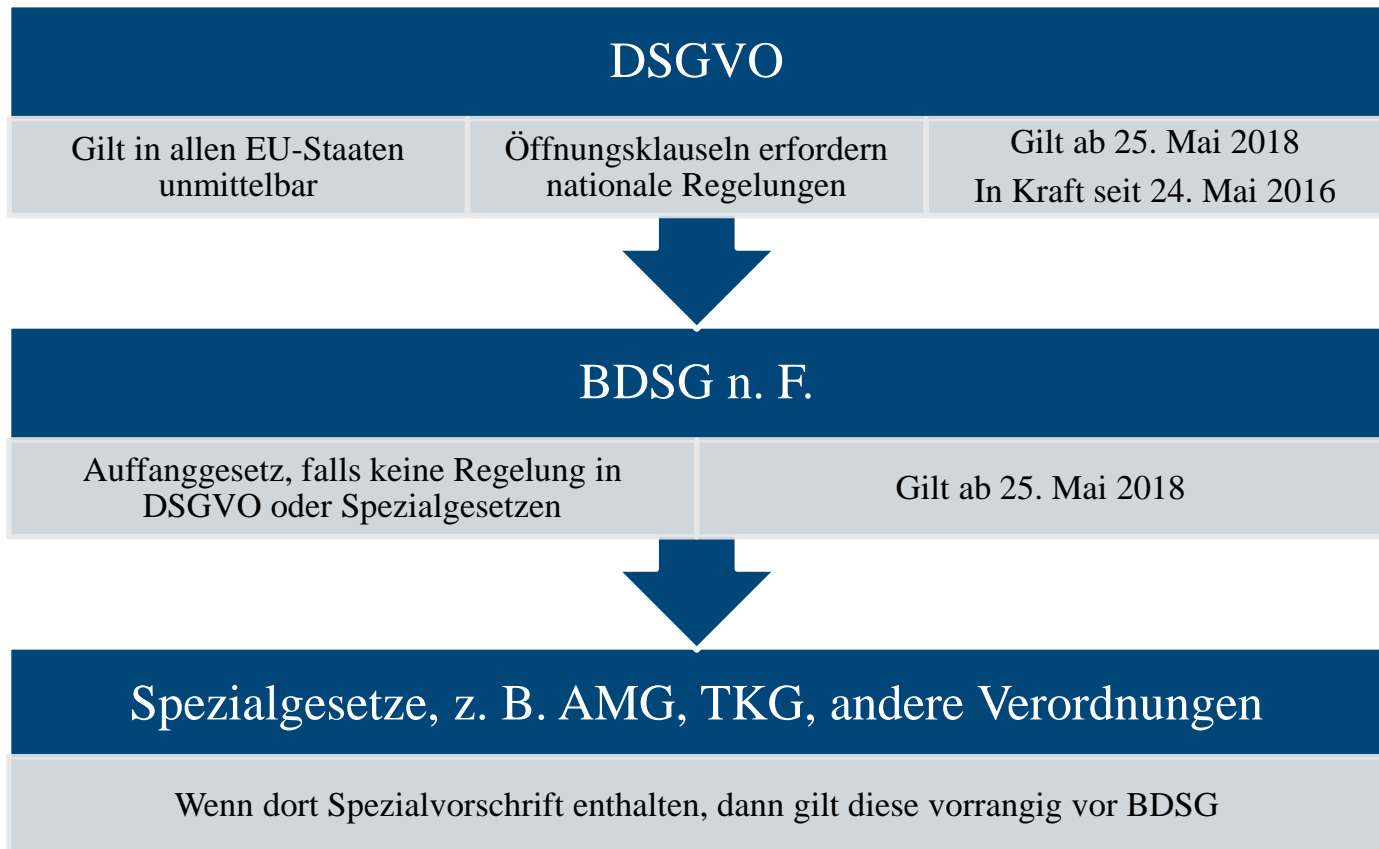 DSGVO
Gilt in allen EU-Staaten
unmittelbar
Öffnungsklauseln erfordern
nationale Regelungen
Gilt ab 25. Mai 2018
In Kraft seit 24. Mai 2016
BDSG n. F.
Auffanggesetz, falls keine Regelung in
DSGVO oder Spezialgesetzen
Gilt ab 25. Mai 2018
Spezialgesetze, z. B. AMG, TKG, andere Verordnungen
Wenn dort Spezialvorschrift enthalten, dann gilt diese vorrangig vor BDSG